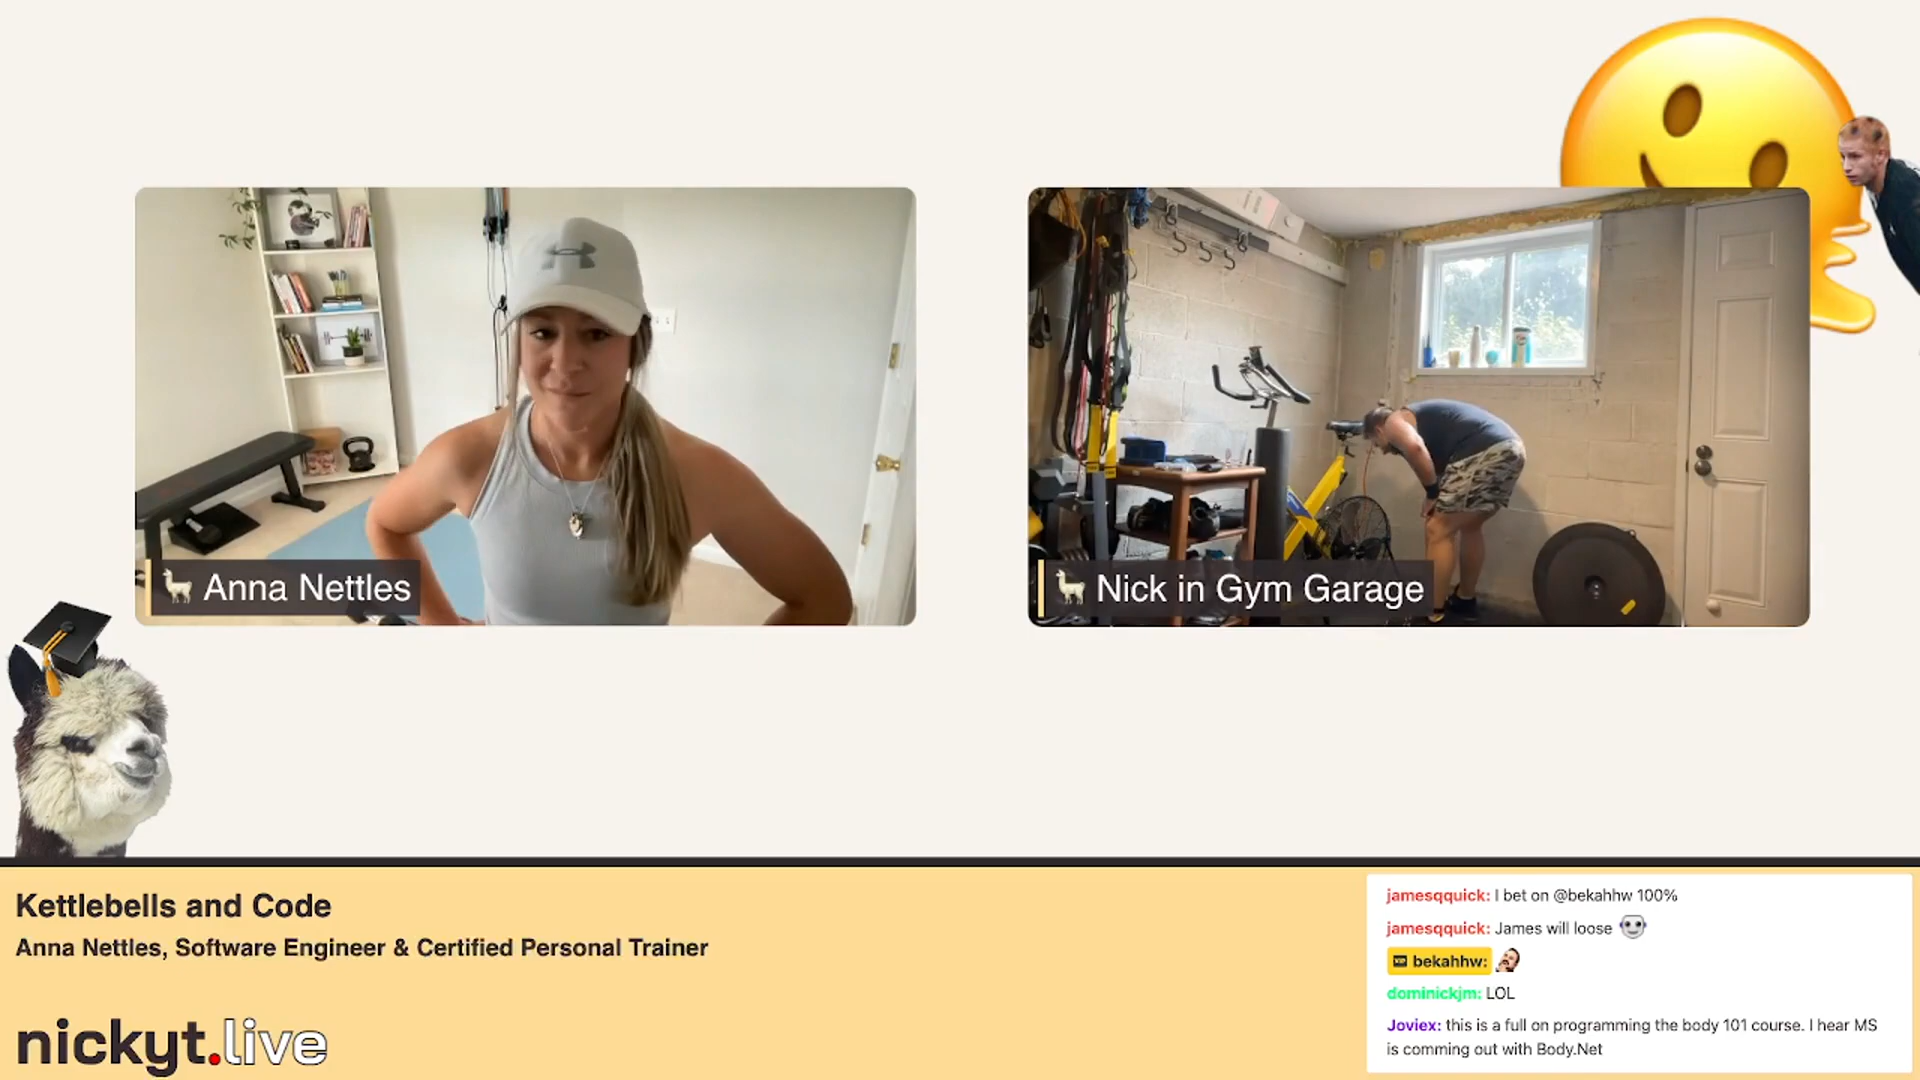 Anna Nettles
Nick in Gym Garage
Kettlebells and Code
Anna Nettles, Software Engineer & Certified Personal Trainer
nickyt.live
jamesqquick: I bet on @bekahhw 100%
jamesqquick: James will loose
bekahhw:
dominickjm: LOL
Joviex: this is a full on programming the body 101 course. I hear MS
is comming out with Body.Net